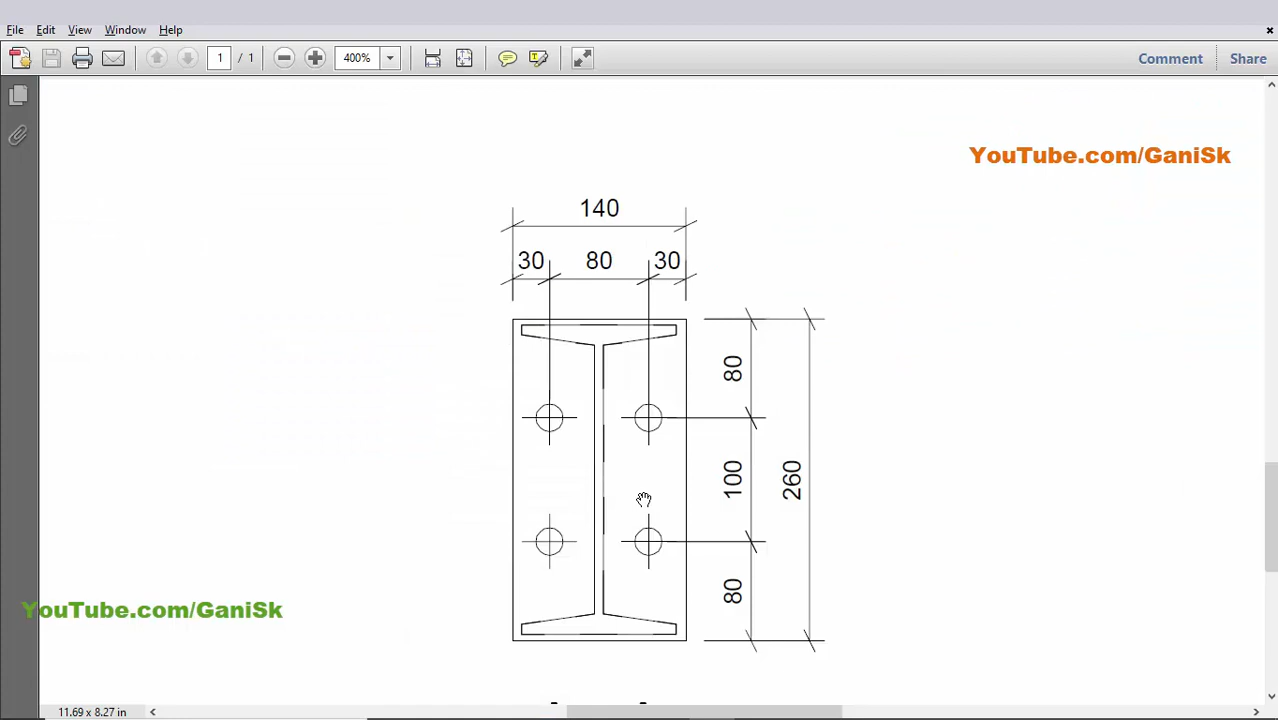 File Edit View Window Help
1 / 1 400% Comment Share
YouTube.com/GaniSk
140
30 80 30
80
100
260
80
YouTube.com/GaniSk
11.69 x 8.27 in